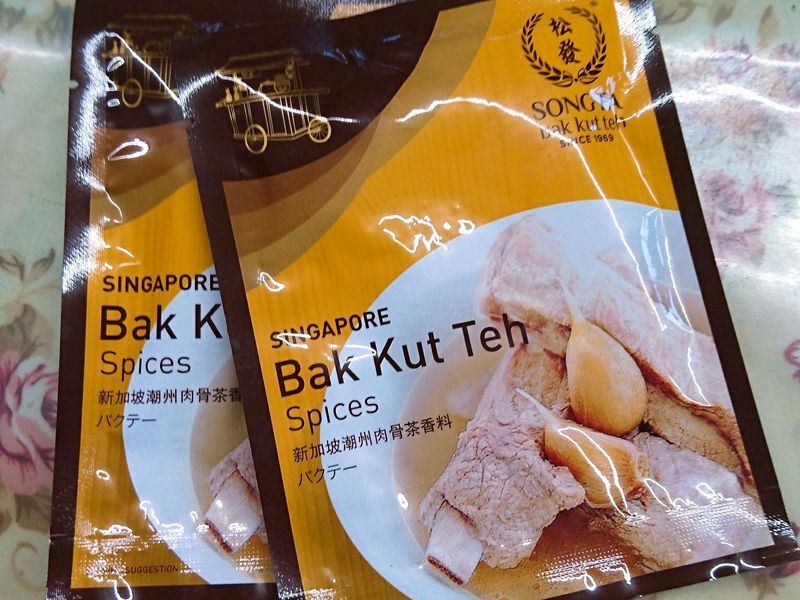 松
發
SONG FA
bak kut teh
SINCE 1969
SINGAPORE
Bak Kut Teh
Spices
新加坡潮州肉骨茶香料
バクテー
SINGAPORE
Bak K
Spices
新加坡潮州肉骨茶香
バクテー
SUGGESTION